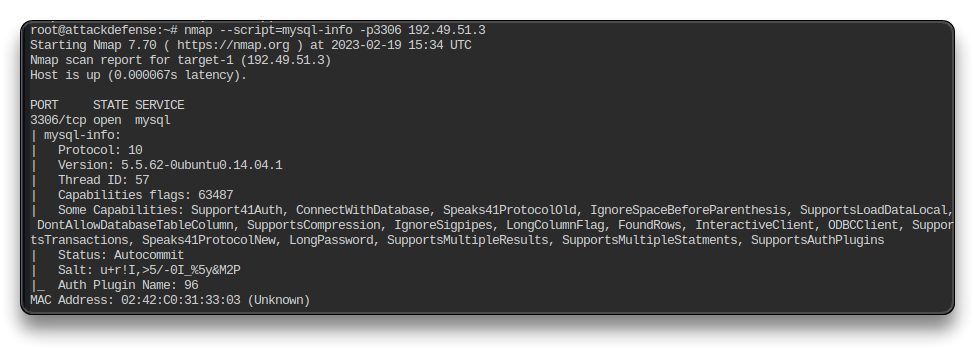 root@attackdefense:~# nmap --script=mysql-info -p3306 192.49.51.3
Starting Nmap 7.70 ( https://nmap.org ) at 2023-02-19 15:34 UTC
Nmap scan report for target-1 (192.49.51.3)
Host is up (0.000067s latency).
PORT     STATE SERVICE
3306/tcp open  mysql
| mysql-info:
|   Protocol: 10
|   Version: 5.5.62-0ubuntu0.14.04.1
|   Thread ID: 57
|   Capabilities flags: 63487
|   Some Capabilities: Support41Auth, ConnectWithDatabase, Speaks41ProtocolOld, IgnoreSpaceBeforeParenthesis, SupportsLoadDataLocal,
 DontAllowDatabaseTableColumn, SupportsCompression, IgnoreSigpipes, LongColumnFlag, FoundRows, InteractiveClient, ODBCClient, Suppor
tsTransactions, Speaks41ProtocolNew, LongPassword, SupportsMultipleResults, SupportsMultipleStatments, SupportsAuthPlugins
|   Status: Autocommit
|   Salt: u+r!I,>5/-0I_%5y&M2P
|_  Auth Plugin Name: 96
MAC Address: 02:42:C0:31:33:03 (Unknown)